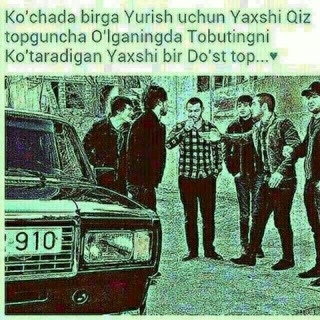 Ko'chada birga Yurish uchun Yaxshi Qiz
topguncha O'lganingda Tobutingni
Ko'taradigan Yaxshi bir Do'st top...♥
910